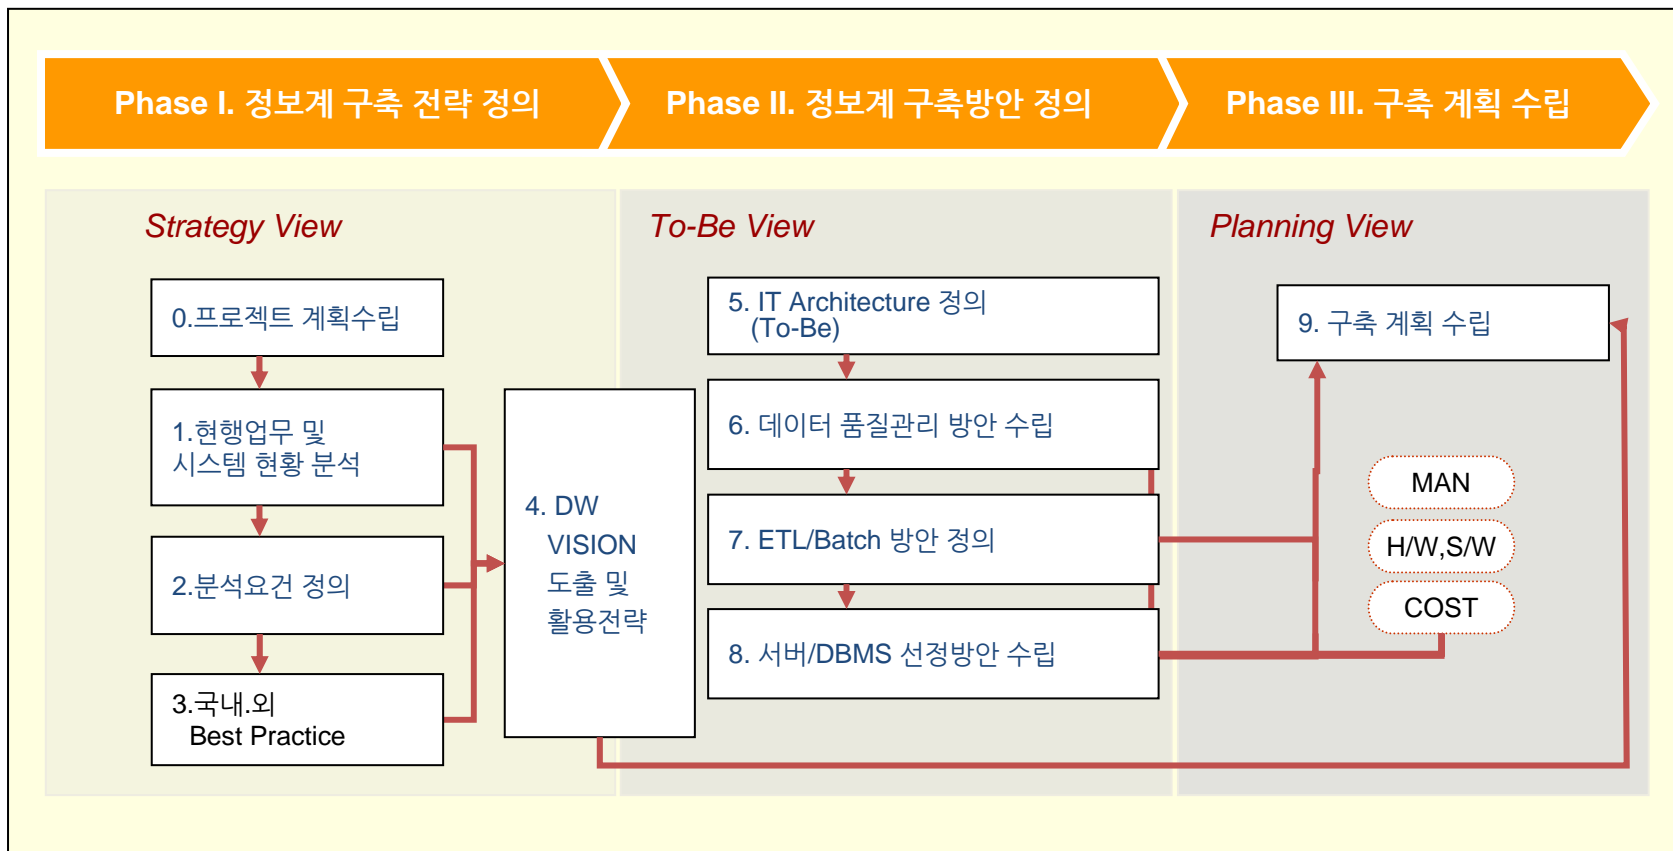 Phase I. 정보계 구축 전략 정의
Phase II. 정보계 구축방안 정의
Phase III. 구축 계획 수립
Strategy View
To-Be View
Planning View
0.프로젝트 계획수립
1.현행업무 및
시스템 현황 분석
2.분석요건 정의
3.국내.외
Best Practice
4. DW
VISION
도출 및
활용전략
5. IT Architecture 정의
(To-Be)
6. 데이터 품질관리 방안 수립
7. ETL/Batch 방안 정의
8. 서버/DBMS 선정방안 수립
9. 구축 계획 수립
MAN
H/W,S/W
COST